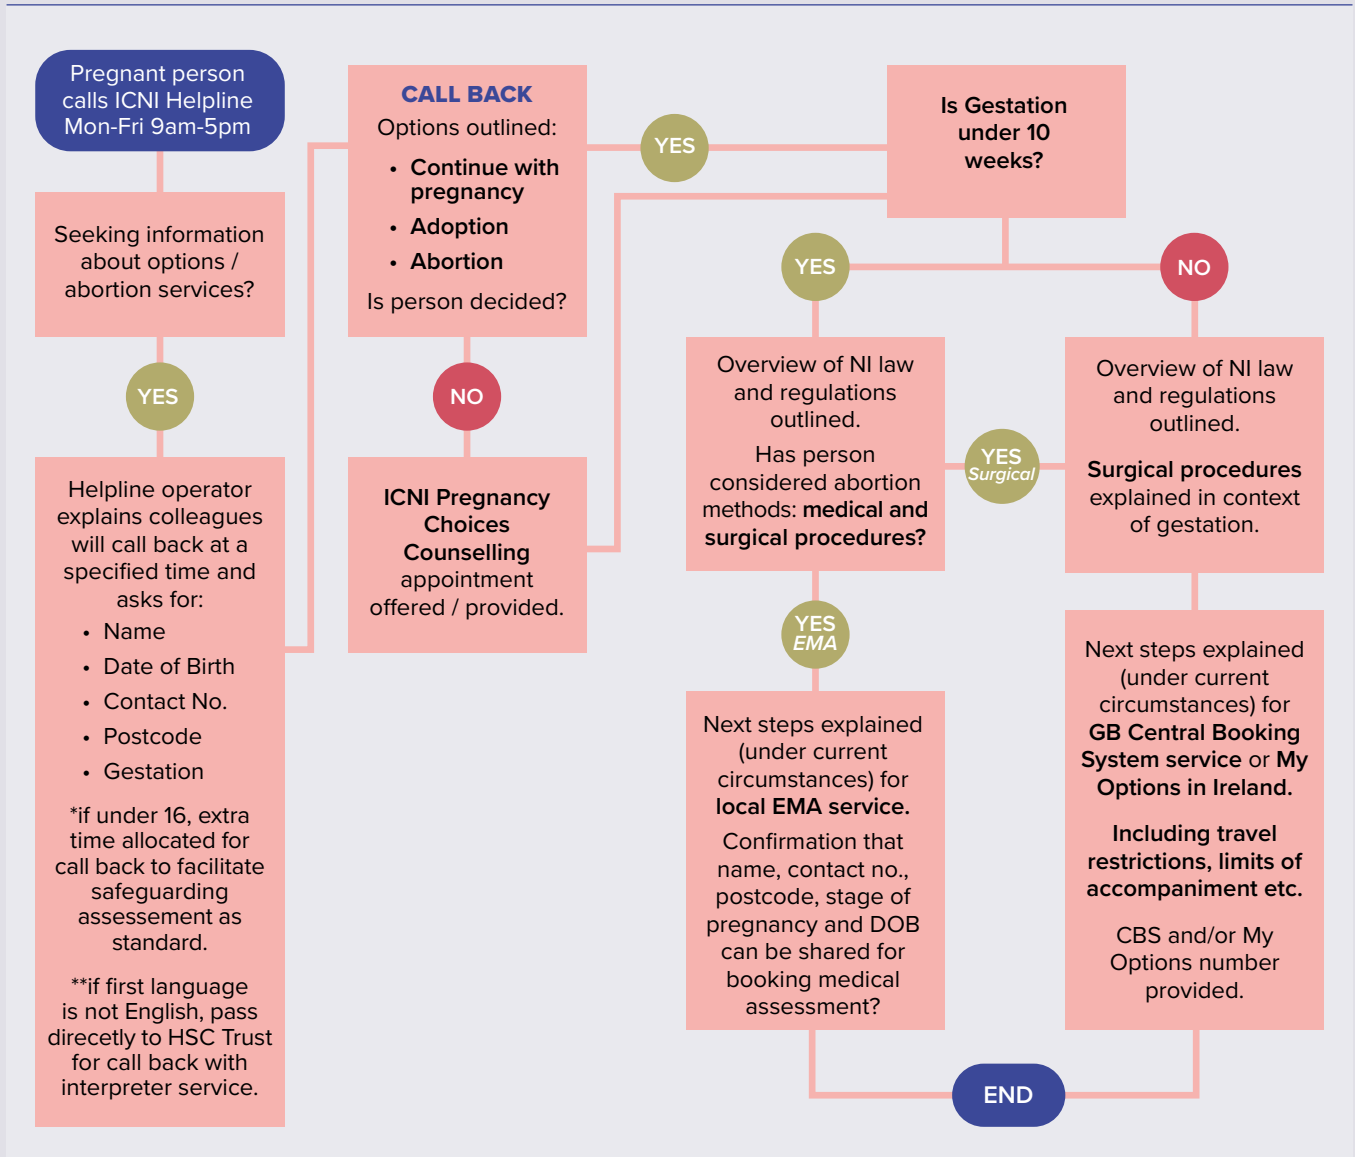 Pregnant person
calls ICNI Helpline
Mon-Fri 9am-5pm
Seeking information
about options /
abortion services?
YES
Helpline operator
explains colleagues
will call back at a
specified time and
asks for:
• Name
• Date of Birth
• Contact No.
• Postcode
• Gestation
*if under 16, extra
time allocated for
call back to facilitate
safeguarding
assessement as
standard.
**if first language
is not English, pass
direcetly to HSC Trust
for call back with
interpreter service.
CALL BACK
Options outlined:
• Continue with
pregnancy
• Adoption
• Abortion
Is person decided?
YES
NO
ICNI Pregnancy
Choices
Counselling
appointment
offered / provided.
Is Gestation
under 10
weeks?
YES
NO
Overview of NI law
and regulations
outlined.
Has person
considered abortion
methods: medical and
surgical procedures?
YES
Surgical
Overview of NI law
and regulations
outlined.
Surgical procedures
explained in context
of gestation.
YES
EMA
Next steps explained
(under current
circumstances) for
local EMA service.
Confirmation that
name, contact no.,
postcode, stage of
pregnancy and DOB
can be shared for
booking medical
assessment?
Next steps explained
(under current
circumstances) for
GB Central Booking
System service or My
Options in Ireland.
Including travel
restrictions, limits of
accompaniment etc.
CBS and/or My
Options number
provided.
END